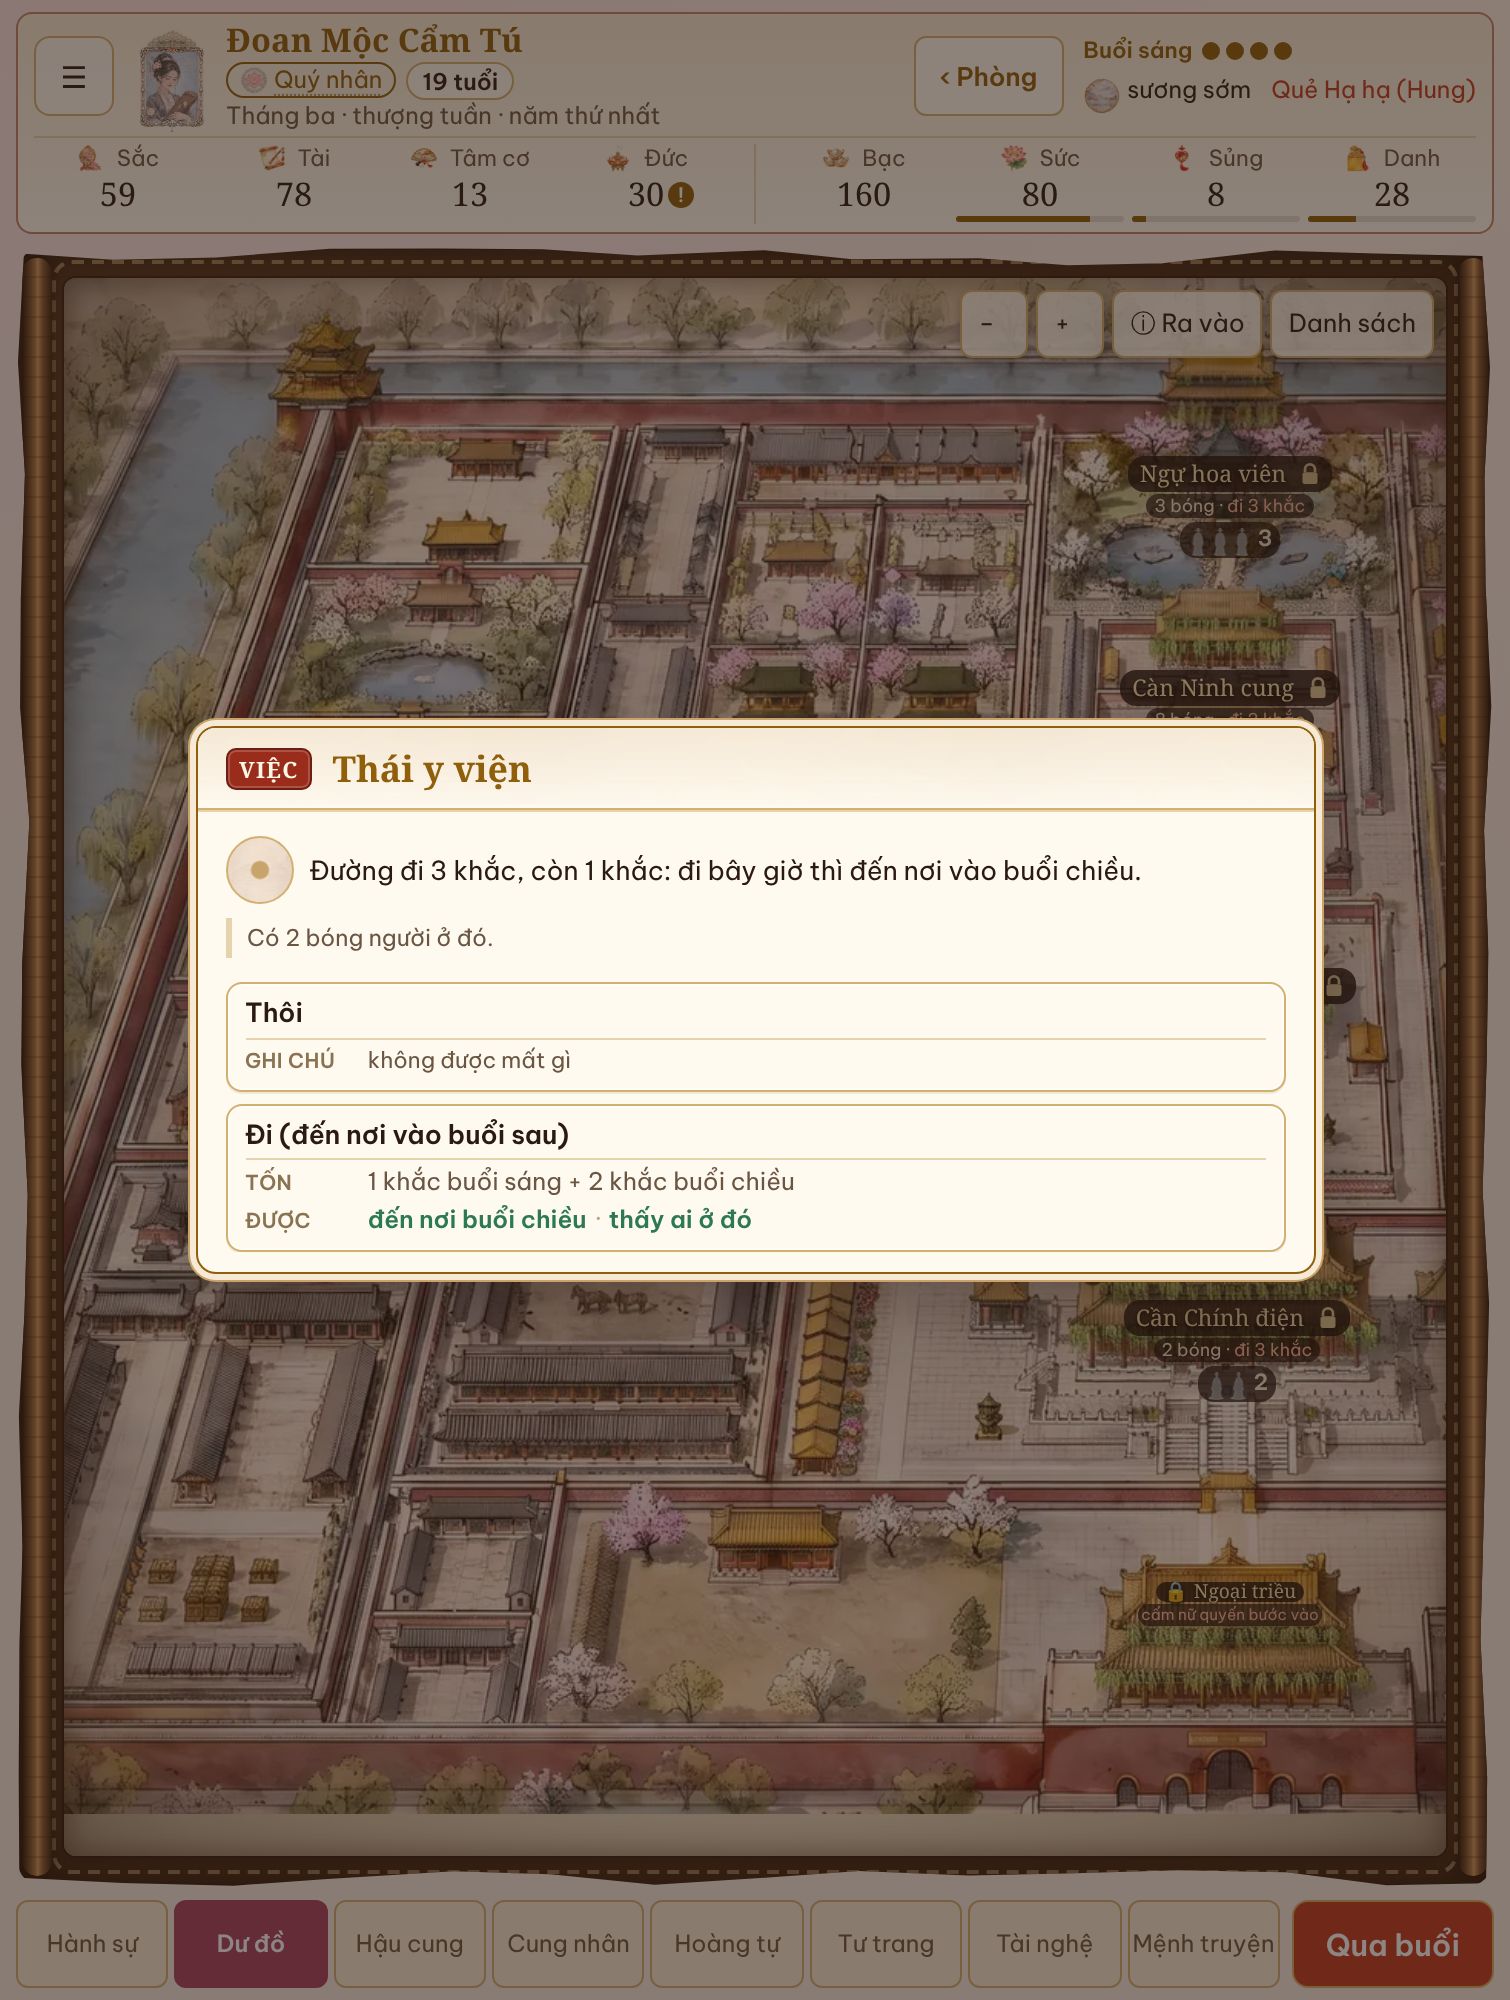 ☰
Đoan Mộc Cẩm Tú
Quý nhân
19 tuổi
Tháng ba · thượng tuần · năm thứ nhất
‹ Phòng
Buổi sáng
sương sớm Quẻ Hạ hạ (Hung)
Sắc Tài Tâm cơ Đức Bạc Sức Sủng Danh
59 78 13 30 ! 160 80 8 28
− + ⓘ Ra vào Danh sách
Ngự hoa viên
3 bóng · đi 3 khắc
3
Càn Ninh cung
8 bóng · đi 3 khắc
VIỆC Thái y viện
Đường đi 3 khắc, còn 1 khắc: đi bây giờ thì đến nơi vào buổi chiều.
Có 2 bóng người ở đó.
Thôi
GHI CHÚ không được mất gì
Đi (đến nơi vào buổi sau)
TỐN 1 khắc buổi sáng + 2 khắc buổi chiều
ĐƯỢC đến nơi buổi chiều · thấy ai ở đó
Cần Chính điện
2 bóng · đi 3 khắc
2
Ngoại triều
cấm nữ quyến bước vào
Hành sự Dư đồ Hậu cung Cung nhân Hoàng tự Tư trang Tài nghệ Mệnh truyện Qua buổi